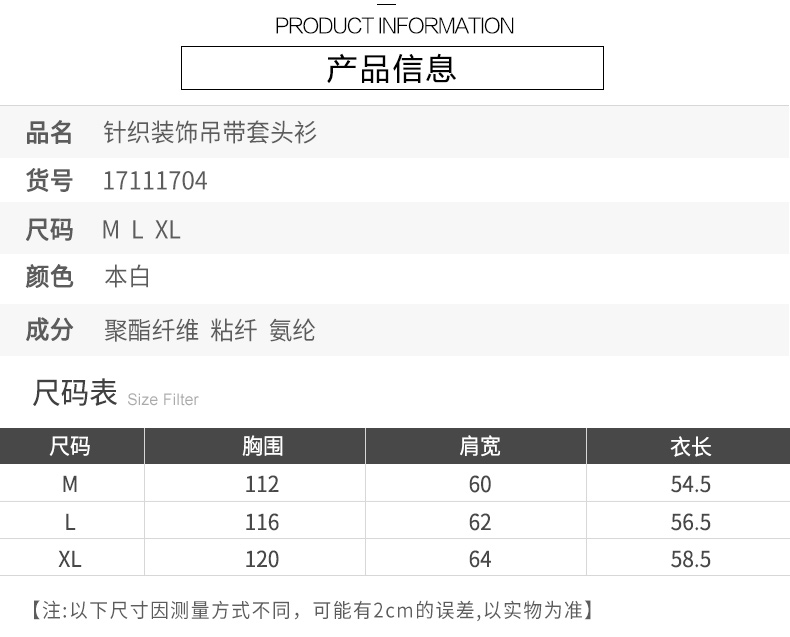 PRODUCT INFORMATION
产品信息
品名 针织装饰吊带套头衫
货号 17111704
尺码 M L XL
颜色 本白
成分 聚酯纤维 粘纤 氨纶
尺码表 Size Filter
尺码 胸围 肩宽 衣长
M 112 60 54.5
L 116 62 56.5
XL 120 64 58.5
【注:以下尺寸因测量方式不同，可能有2cm的误差,以实物为准】